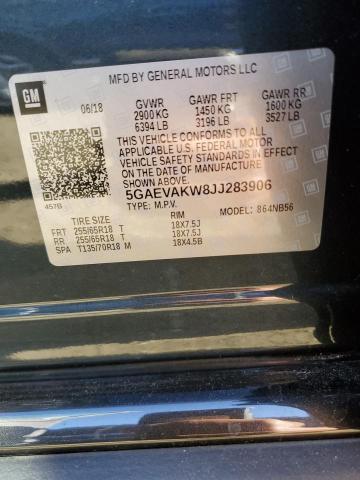 MFD BY GENERAL MOTORS LLC
GM
06/18 GVWR GAWR FRT GAWR RR
2900 KG 1450 KG 1600 KG
6394 LB 3196 LB 3527 LB
THIS VEHICLE CONFORMS TO ALL
APPLICABLE U.S. FEDERAL MOTOR
VEHICLE SAFETY STANDARDS
IN EFFECT ON THE DATE OF
MANUFACTURE SHOWN ABOVE.
5GAEVAKW8JJ283906
457B TYPE: M.P.V. MODEL: 864NB56
TIRE SIZE RIM
FRT 255/65R18 T 18X7.5J
RR 255/65R18 T 18X7.5J
SPA T135/70R18 M 18X4.5B